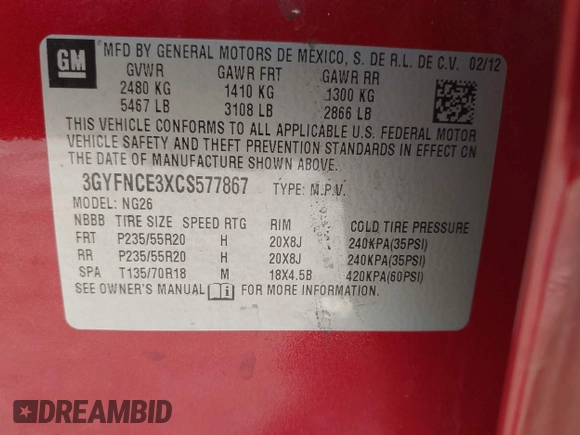 GM
MFD BY GENERAL MOTORS DE MEXICO, S. DE R.L. DE C.V. 02/12
GVWR GAWR FRT GAWR RR
2480 KG 1410 KG 1300 KG
5467 LB 3108 LB 2866 LB
THIS VEHICLE CONFORMS TO ALL APPLICABLE U.S. FEDERAL MOTOR
VEHICLE SAFETY AND THEFT PREVENTION STANDARDS IN EFFECT ON THE
DATE OF MANUFACTURE SHOWN ABOVE.
3GYFNCE3XCS577867 TYPE: M.P.V.
MODEL: NG26
NBBB TIRE SIZE SPEED RTG RIM COLD TIRE PRESSURE
FRT P235/55R20 H 20X8J 240KPA(35PSI)
RR P235/55R20 H 20X8J 240KPA(35PSI)
SPA T135/70R18 M 18X4.5B 420KPA(60PSI)
SEE OWNER'S MANUAL i FOR MORE INFORMATION.
DREAMBID